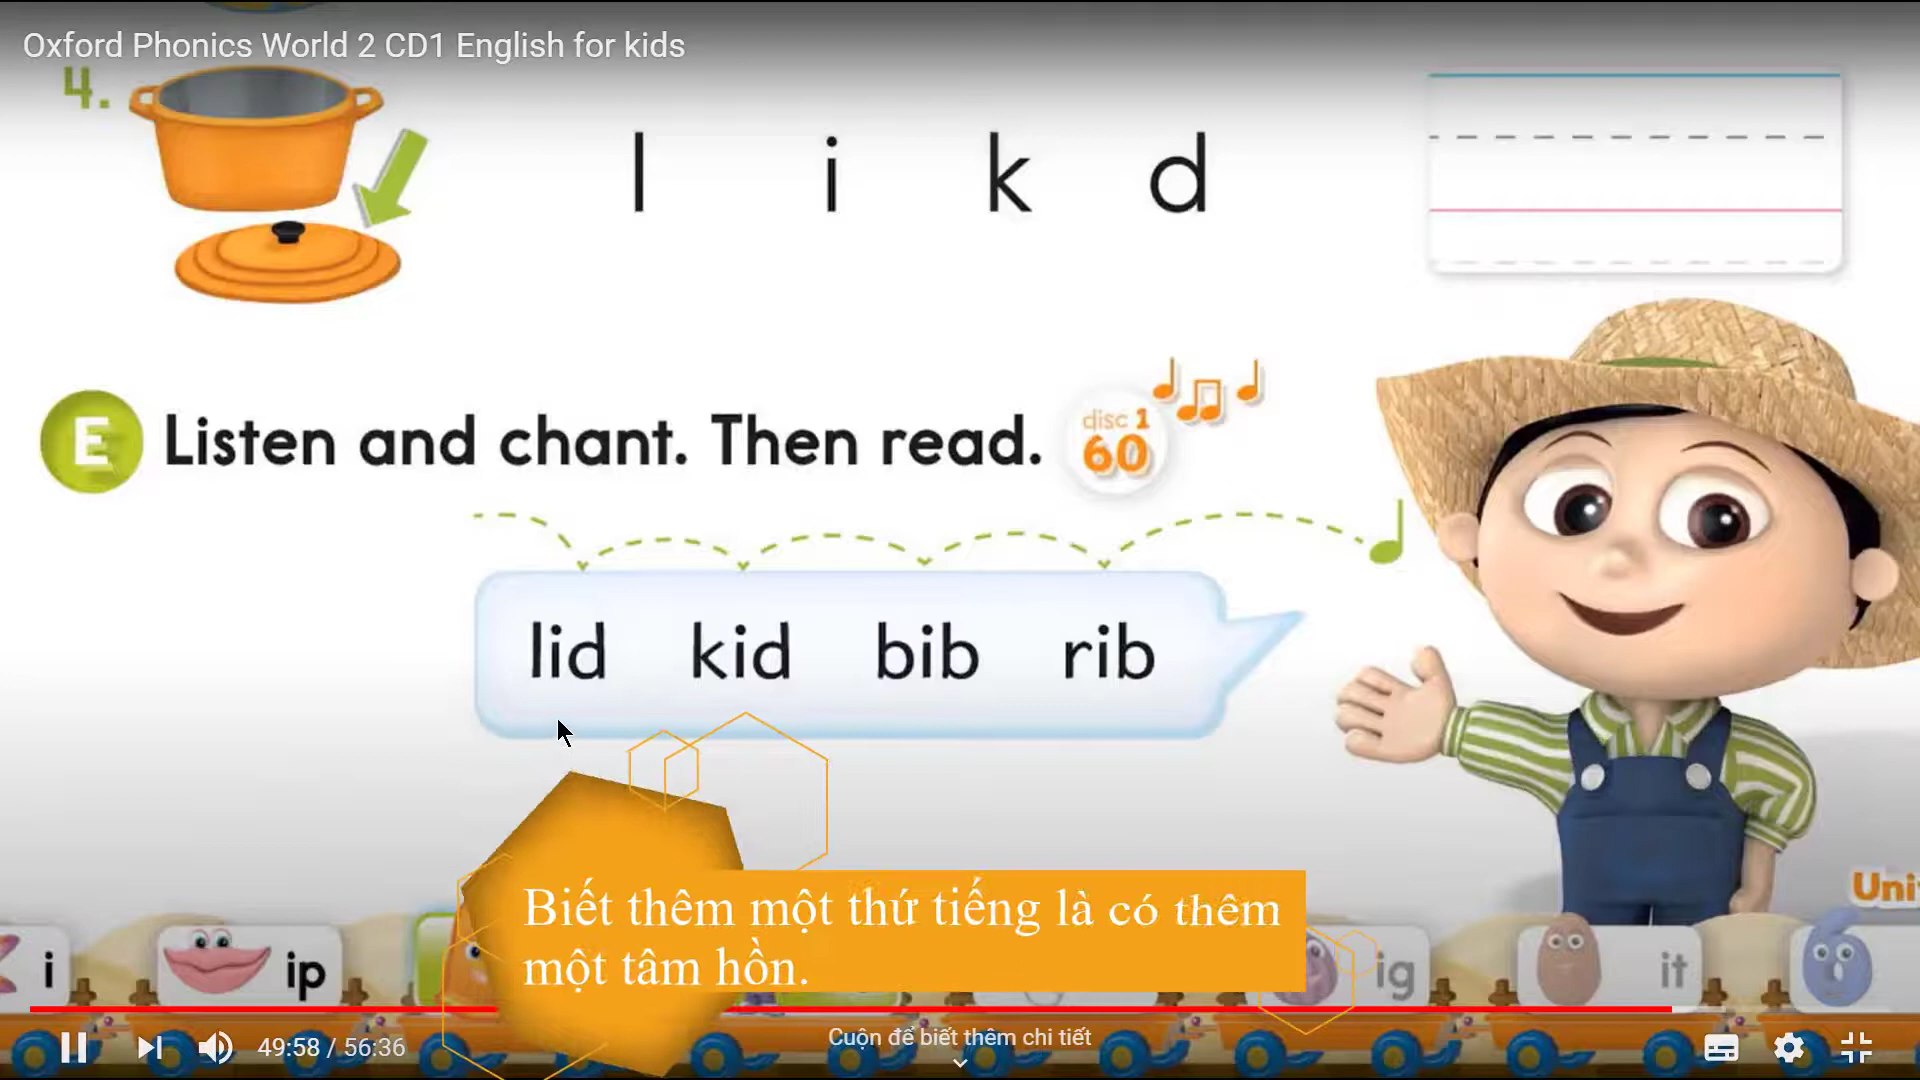 Oxford Phonics World 2 CD1 English for kids
4.
l i k d
E Listen and chant. Then read. disc 1 60
lid kid bib rib
Biết thêm một thứ tiếng là có thêm
một tâm hồn.
Uni
i ip ig it
49:58 / 56:36
Cuộn để biết thêm chi tiết